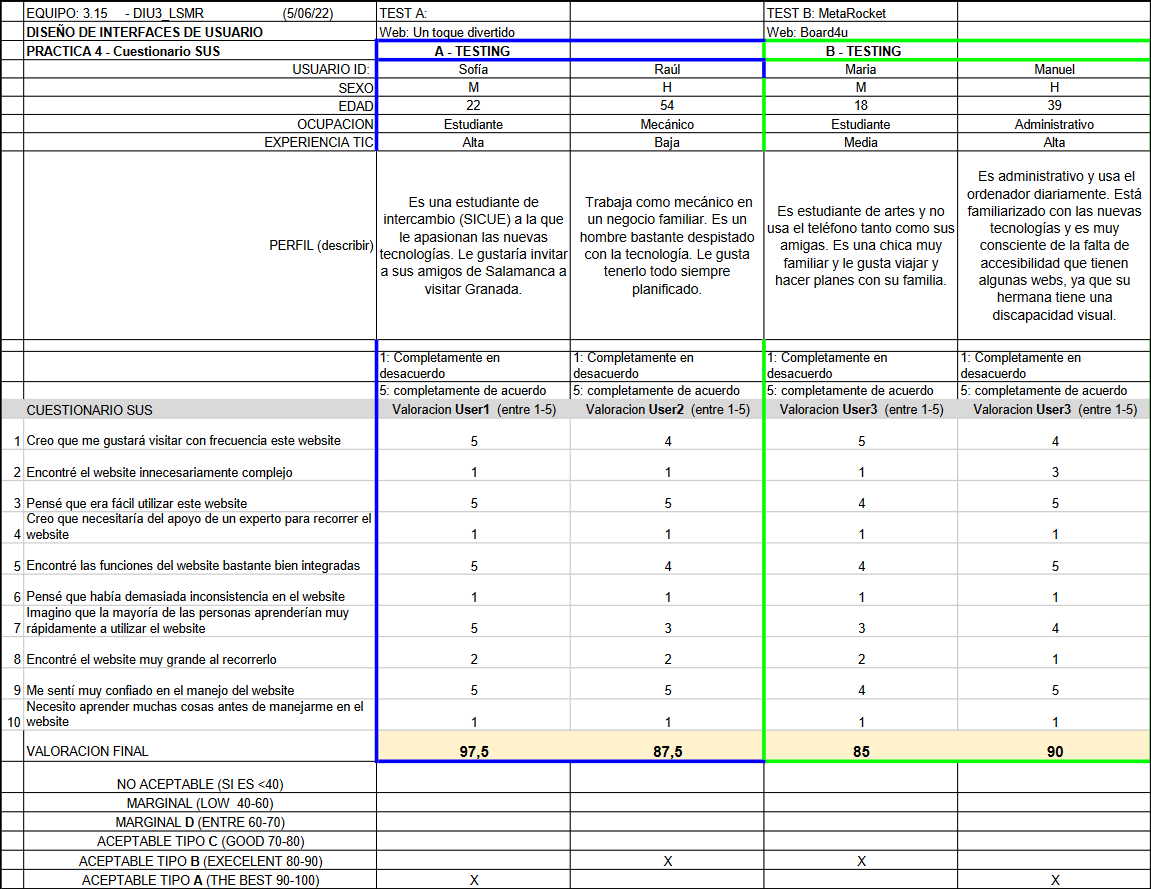 EQUIPO: 3.15 - DIU3_LSMR (5/06/22) TEST A: TEST B: MetaRocket
DISEÑO DE INTERFACES DE USUARIO Web: Un toque divertido Web: Board4u
PRACTICA 4 - Cuestionario SUS A - TESTING B - TESTING
USUARIO ID: Sofía Raúl Maria Manuel
SEXO M H M H
EDAD 22 54 18 39
OCUPACION Estudiante Mecánico Estudiante Administrativo
EXPERIENCIA TIC Alta Baja Media Alta
PERFIL (describir)
Es una estudiante de
intercambio (SICUE) a la que
le apasionan las nuevas
tecnologías. Le gustaría invitar
a sus amigos de Salamanca a
visitar Granada.
Trabaja como mecánico en
un negocio familiar. Es un
hombre bastante despistado
con la tecnología. Le gusta
tenerlo todo siempre
planificado.
Es estudiante de artes y no
usa el teléfono tanto como sus
amigas. Es una chica muy
familiar y le gusta viajar y
hacer planes con su familia.
Es administrativo y usa el
ordenador diariamente. Está
familiarizado con las nuevas
tecnologías y es muy
consciente de la falta de
accesibilidad que tienen
algunas webs, ya que su
hermana tiene una
discapacidad visual.
1: Completamente en 1: Completamente en 1: Completamente en 1: Completamente en
desacuerdo desacuerdo desacuerdo desacuerdo
5: completamente de acuerdo 5: completamente de acuerdo 5: completamente de acuerdo 5: completamente de acuerdo
CUESTIONARIO SUS Valoracion User1 (entre 1-5) Valoracion User2 (entre 1-5) Valoracion User3 (entre 1-5) Valoracion User3 (entre 1-5)
1 Creo que me gustará visitar con frecuencia este website 5 4 5 4
2 Encontré el website innecesariamente complejo 1 1 1 3
3 Pensé que era fácil utilizar este website 5 5 4 5
Creo que necesitaría del apoyo de un experto para recorrer el
4 website 1 1 1 1
5 Encontré las funciones del website bastante bien integradas 5 4 4 5
6 Pensé que había demasiada inconsistencia en el website 1 1 1 1
Imagino que la mayoría de las personas aprenderían muy
7 rápidamente a utilizar el website 5 3 3 4
8 Encontré el website muy grande al recorrerlo 2 2 2 1
9 Me sentí muy confiado en el manejo del website 5 5 4 5
Necesito aprender muchas cosas antes de manejarme en el
10 website 1 1 1 1
VALORACION FINAL 97,5 87,5 85 90
NO ACEPTABLE (SI ES <40)
MARGINAL (LOW 40-60)
MARGINAL D (ENTRE 60-70)
ACEPTABLE TIPO C (GOOD 70-80)
ACEPTABLE TIPO B (EXECELENT 80-90) X X
ACEPTABLE TIPO A (THE BEST 90-100) X X